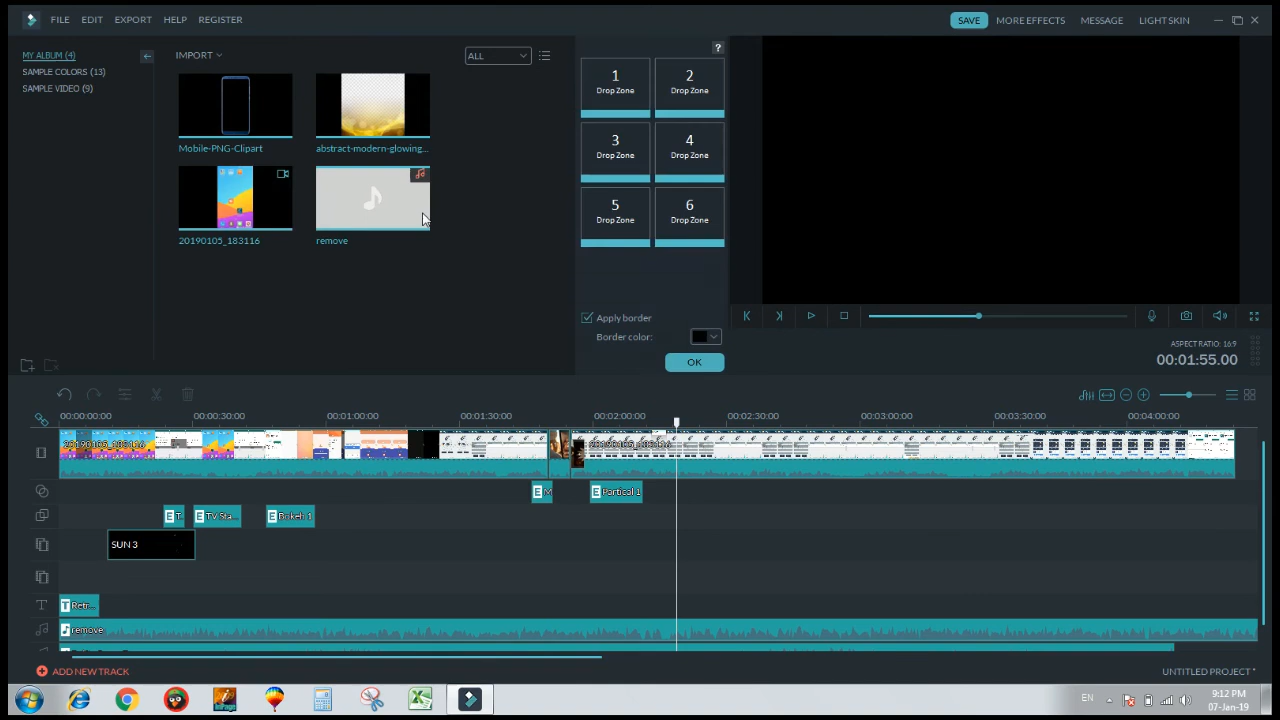 FILE EDIT EXPORT HELP REGISTER SAVE MORE EFFECTS MESSAGE LIGHT SKIN
MY ALBUM (4) IMPORT ALL ?
SAMPLE COLORS (13)
SAMPLE VIDEO (9)
1 2
Drop Zone Drop Zone
Mobile-PNG-Clipart abstract-modern-glowing...
3 4
Drop Zone Drop Zone
5 6
Drop Zone Drop Zone
20190105_183116 remove
Apply border
Border color:
OK
ASPECT RATIO: 16:9
00:01:55.00
00:00:00:00 00:00:30:00 00:01:00:00 00:01:30:00 00:02:00:00 00:02:30:00 00:03:00:00 00:03:30:00 00:04:00:00
20190105_183116 20190105_183116
E M E Partical 1
E T E TV Sta... E Bokeh 1
SUN 3
T Retr...
remove
ADD NEW TRACK UNTITLED PROJECT *
EN 9:12 PM
07-Jan-19